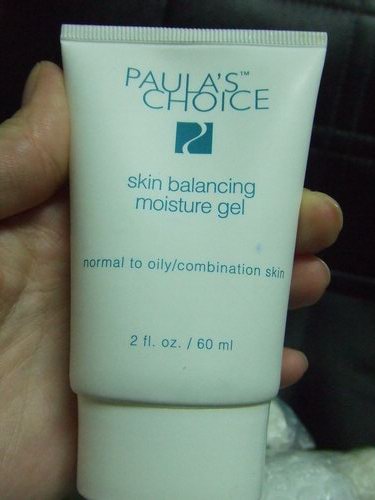 PAULA'S™
CHOICE
skin balancing
moisture gel
normal to oily/combination skin
2 fl. oz. / 60 ml